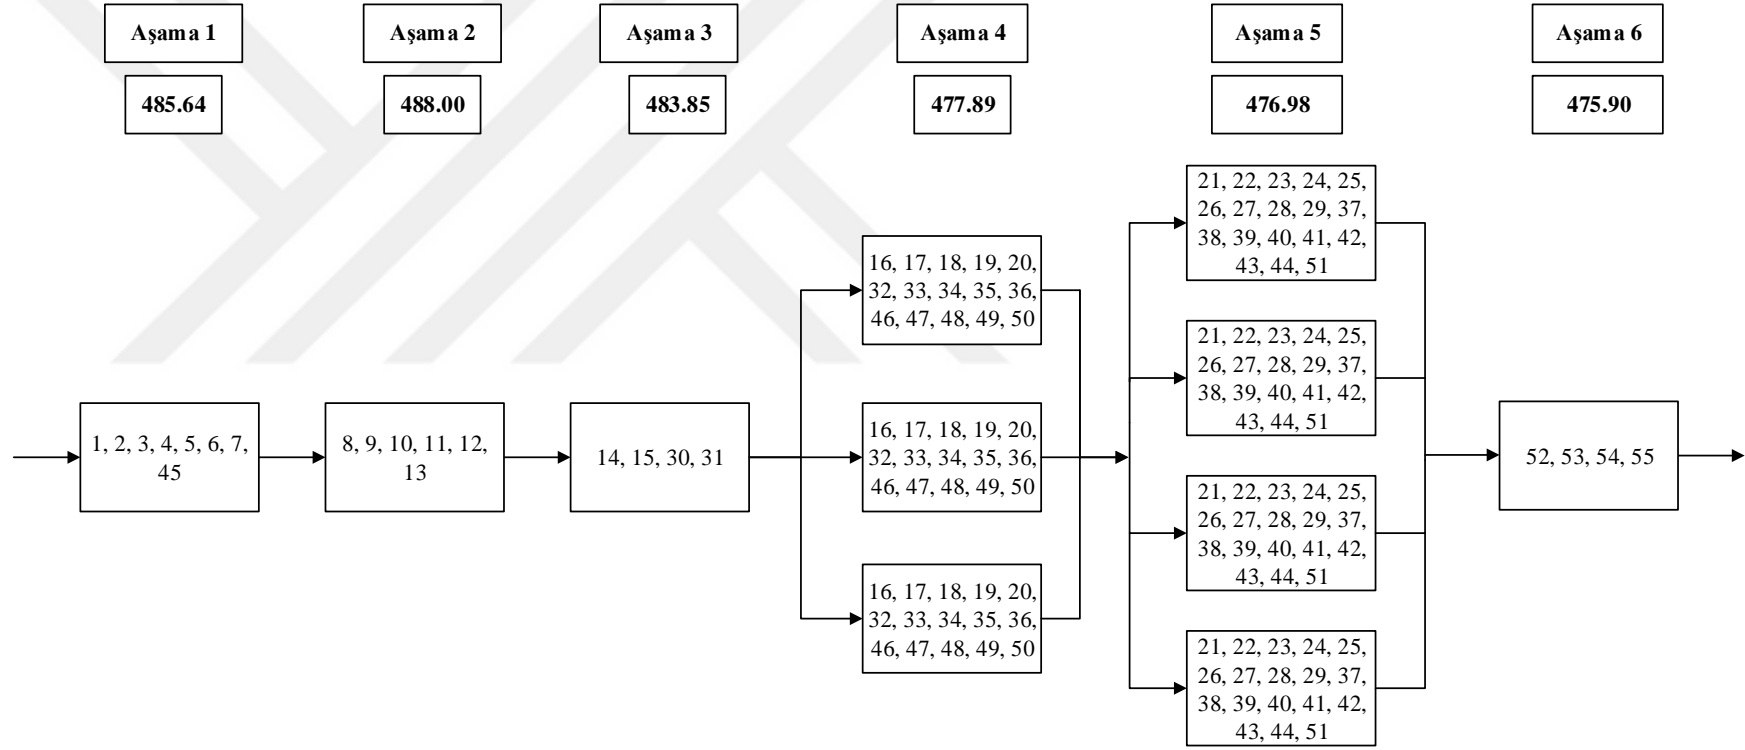 Aşama 1
Aşama 2
Aşama 3
Aşama 4
Aşama 5
Aşama 6
485.64
488.00
483.85
477.89
476.98
475.90
1, 2, 3, 4, 5, 6, 7,
45
8, 9, 10, 11, 12,
13
14, 15, 30, 31
16, 17, 18, 19, 20,
32, 33, 34, 35, 36,
46, 47, 48, 49, 50
16, 17, 18, 19, 20,
32, 33, 34, 35, 36,
46, 47, 48, 49, 50
16, 17, 18, 19, 20,
32, 33, 34, 35, 36,
46, 47, 48, 49, 50
21, 22, 23, 24, 25,
26, 27, 28, 29, 37,
38, 39, 40, 41, 42,
43, 44, 51
21, 22, 23, 24, 25,
26, 27, 28, 29, 37,
38, 39, 40, 41, 42,
43, 44, 51
21, 22, 23, 24, 25,
26, 27, 28, 29, 37,
38, 39, 40, 41, 42,
43, 44, 51
21, 22, 23, 24, 25,
26, 27, 28, 29, 37,
38, 39, 40, 41, 42,
43, 44, 51
52, 53, 54, 55